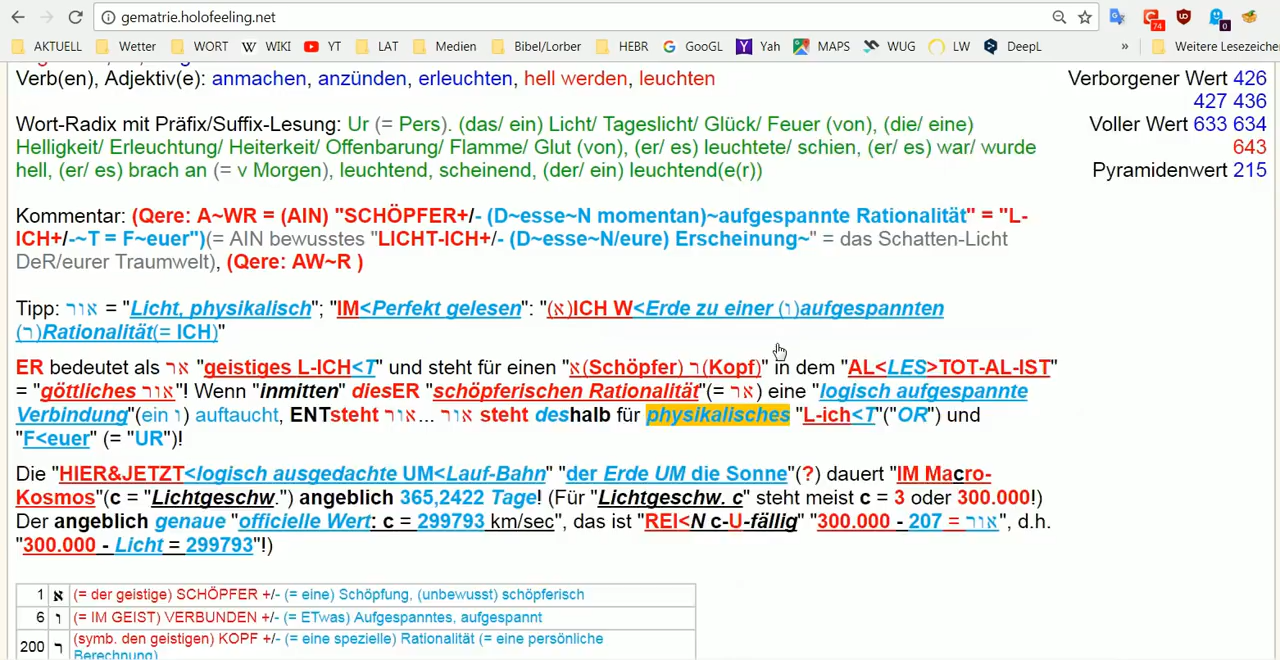 gematrie.holofeeling.net
AKTUELL Wetter WORT WIKI YT LAT Medien Bibel/Lorber HEBR GooGL Yah MAPS WUG LW DeepL » Weitere Lesezeichen
74 0
Verb(en), Adjektiv(e): anmachen, anzünden, erleuchten, hell werden, leuchten
Verborgener Wert 426
427 436
Voller Wert 633 634
643
Pyramidenwert 215
Wort-Radix mit Präfix/Suffix-Lesung: Ur (= Pers). (das/ ein) Licht/ Tageslicht/ Glück/ Feuer (von), (die/ eine)
Helligkeit/ Erleuchtung/ Heiterkeit/ Offenbarung/ Flamme/ Glut (von), (er/ es) leuchtete/ schien, (er/ es) war/ wurde
hell, (er/ es) brach an (= v Morgen), leuchtend, scheinend, (der/ ein) leuchtend(e(r))
Kommentar: (Qere: A~WR = (AIN) "SCHÖPFER+/- (D~esse~N momentan)~aufgespannte Rationalität" = "L-
ICH+/-~T = F~euer")(= AIN bewusstes "LICHT-ICH+/- (D~esse~N/eure) Erscheinung~" = das Schatten-Licht
DeR/eurer Traumwelt), (Qere: AW~R )
Tipp: אור = "Licht, physikalisch"; "IM<Perfekt gelesen": "(א)ICH W<Erde zu einer (ו)aufgespannten
(ר)Rationalität(= ICH)"
ER bedeutet als אר "geistiges L-ICH<T" und steht für einen "א(Schöpfer) ר(Kopf)" in dem "AL<LES>TOT-AL-IST"
= "göttliches אור"! Wenn "inmitten" diesER "schöpferischen Rationalität"(= אר) eine "logisch aufgespannte
Verbindung"(ein ו) auftaucht, ENTsteht אור... אור steht deshalb für physikalisches "L-ich<T"("OR") und
"F<euer" (= "UR")!
Die "HIER&JETZT<logisch ausgedachte UM<Lauf-Bahn" "der Erde UM die Sonne"(?) dauert "IM Macro-
Kosmos"(c = "Lichtgeschw.") angeblich 365,2422 Tage! (Für "Lichtgeschw. c" steht meist c = 3 oder 300.000!)
Der angeblich genaue "officielle Wert: c = 299793 km/sec", das ist "REI<N c-U-fällig" "300.000 - 207 = אור", d.h.
"300.000 - Licht = 299793"!)
1 א (= der geistige) SCHÖPFER +/- (= eine) Schöpfung, (unbewusst) schöpferisch
6 ו (= IM GEIST) VERBUNDEN +/- (= ETwas) Aufgespanntes, aufgespannt
200 ר (symb. den geistigen) KOPF +/- (= eine spezielle) Rationalität (= eine persönliche
Berechnung)